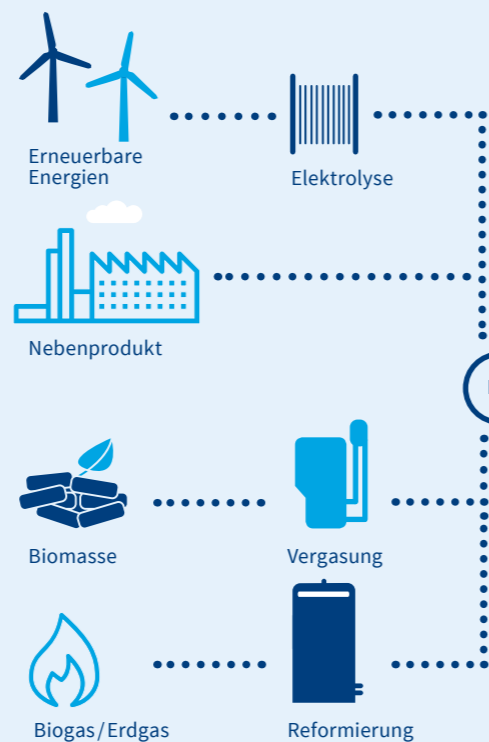 Erneuerbare
Energien
Elektrolyse
Nebenprodukt
Biomasse
Vergasung
Biogas/Erdgas
Reformierung